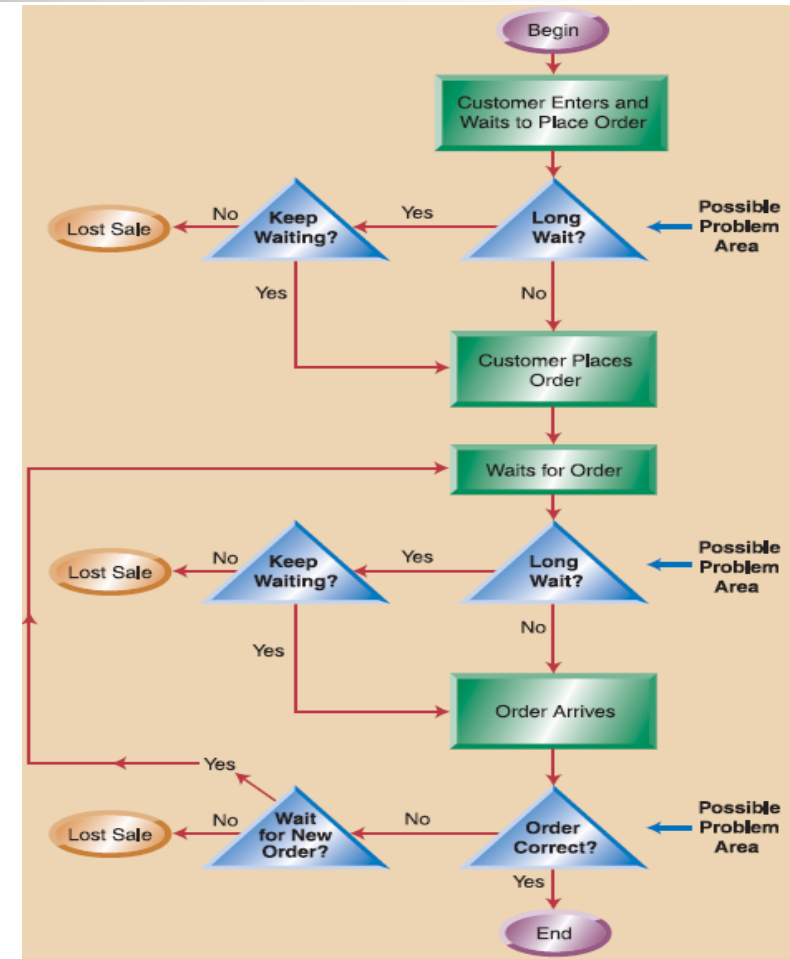 Begin
Customer Enters and
Waits to Place Order
Lost Sale
No
Keep
Waiting?
Yes
Long
Wait?
Possible
Problem
Area
Yes
No
Customer Places
Order
Waits for Order
Lost Sale
No
Keep
Waiting?
Yes
Long
Wait?
Possible
Problem
Area
Yes
No
Order Arrives
Yes
Lost Sale
No
Wait
for New
Order?
No
Order
Correct?
Possible
Problem
Area
Yes
End